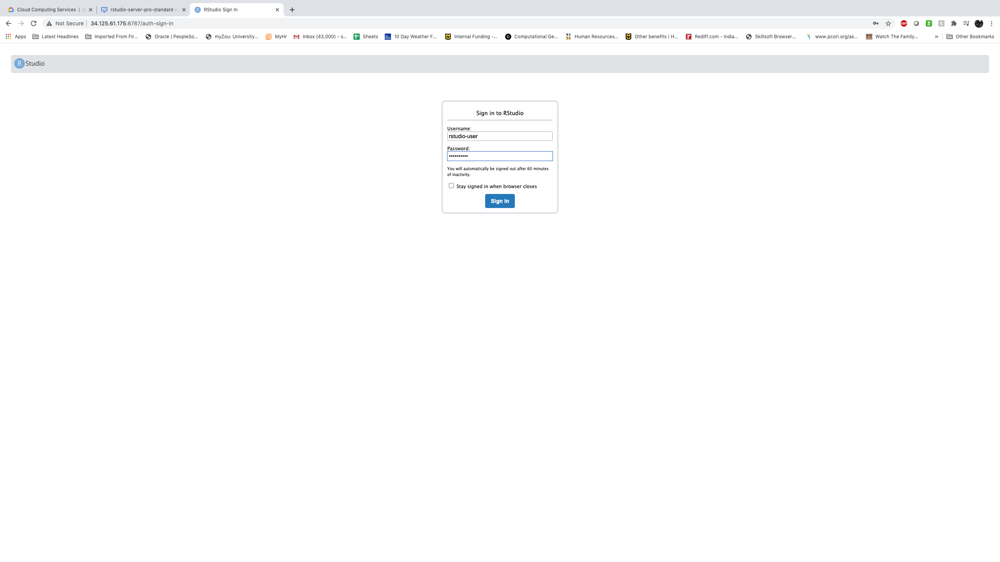 Cloud Computing Services | G
rstudio-server-pro-standard –
RStudio Sign In
Not Secure
34.125.61.175:8787/auth-sign-in
ABP
Apps
Latest Headlines
Imported From Fir...
Oracle | PeopleSo...
myZou: University...
MyHr
Inbox (43,000) - s...
Sheets
10 Day Weather F...
Internal Funding -...
Computational Ge...
Human Resources...
Other benefits | H...
Rediff.com - India...
Skillsoft Browser...
www.pcori.org/as...
Watch The Family...
»
Other Bookmarks
R Studio
Sign in to RStudio
Username:
rstudio-user
Password:
••••••••••
You will automatically be signed out after 60 minutes
of inactivity.
Stay signed in when browser closes
Sign In